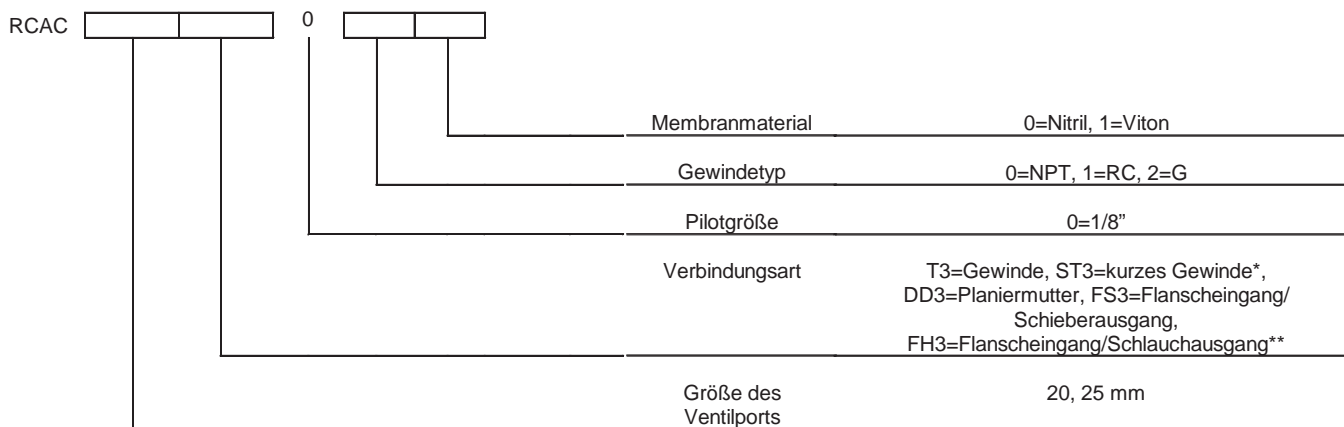 RCAC 0
Membranmaterial 0=Nitril, 1=Viton
Gewindetyp 0=NPT, 1=RC, 2=G
Pilotgröße 0=1/8”
Verbindungsart T3=Gewinde, ST3=kurzes Gewinde*,
DD3=Planiermutter, FS3=Flanscheingang/
Schieberausgang,
FH3=Flanscheingang/Schlauchausgang**
Größe des 20, 25 mm
Ventilports